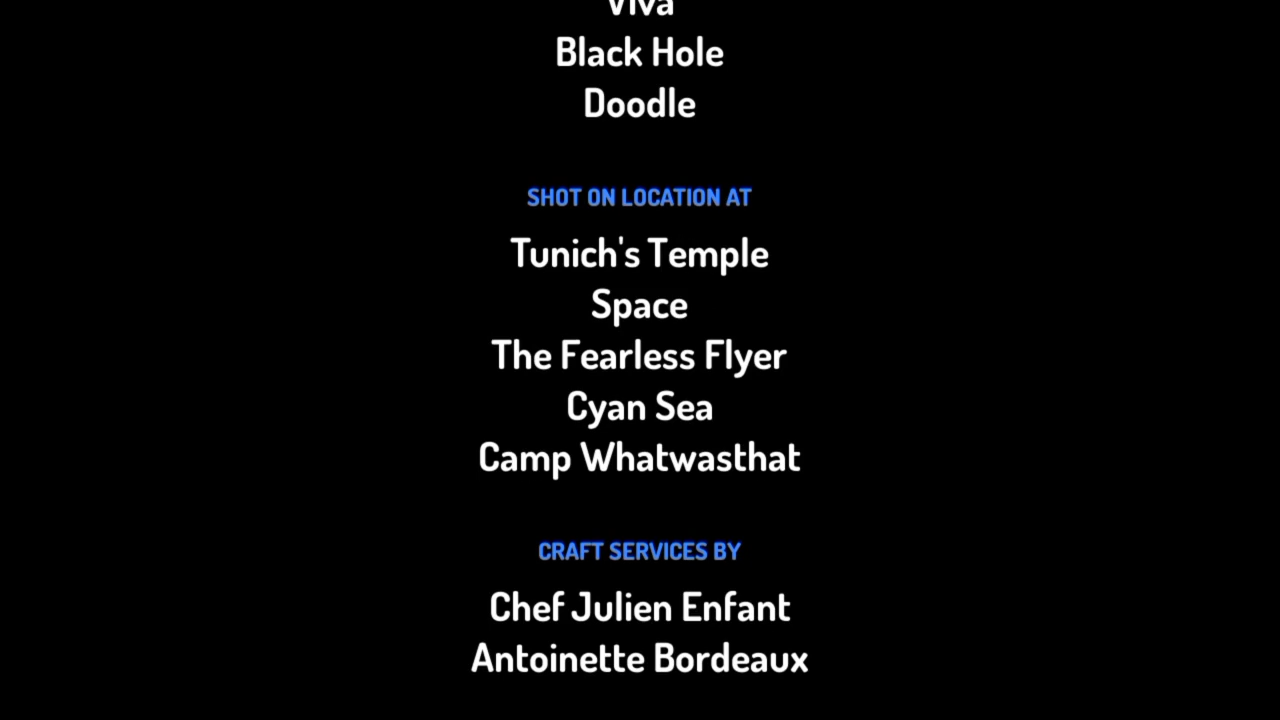 Viva
Black Hole
Doodle
SHOT ON LOCATION AT
Tunich's Temple
Space
The Fearless Flyer
Cyan Sea
Camp Whatwasthat
CRAFT SERVICES BY
Chef Julien Enfant
Antoinette Bordeaux